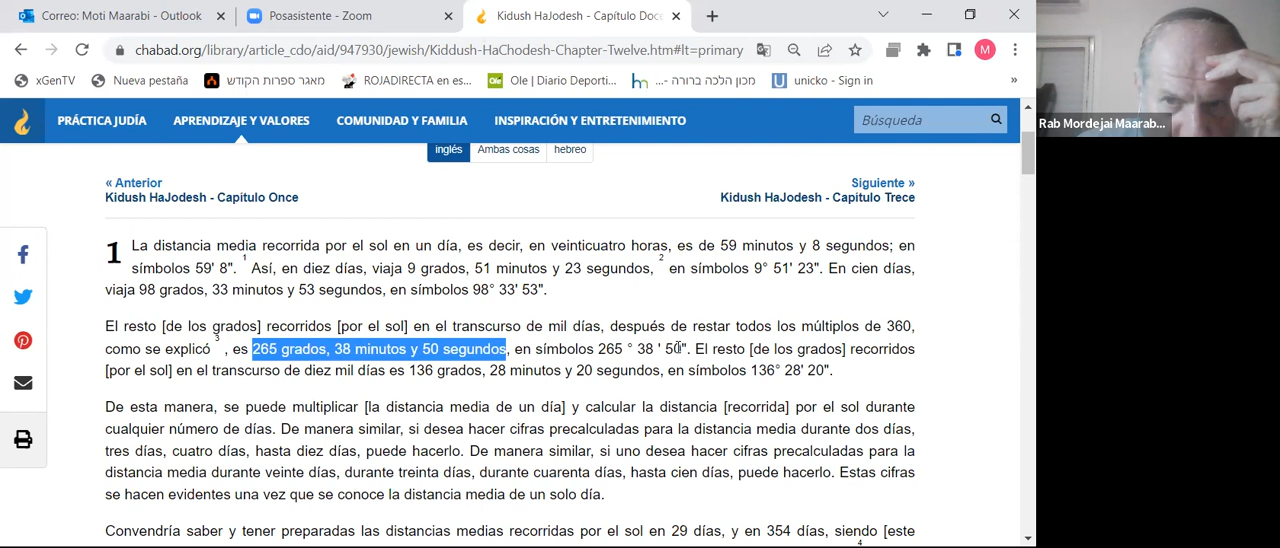 Correo: Moti Maarabi - Outlook
Posasistente - Zoom
Kidush HaJodesh - Capítulo Doce
chabad.org/library/article_cdo/aid/947930/jewish/Kiddush-HaChodesh-Chapter-Twelve.htm#lt=primary
M
xGenTV
Nueva pestaña
מאגר ספרות הקודש
ROJADIRECTA en es...
Ole | Diario Deporti...
מכון הלכה ברורה -...
unicko - Sign in
»
PRÁCTICA JUDÍA
APRENDIZAJE Y VALORES
COMUNIDAD Y FAMILIA
INSPIRACIÓN Y ENTRETENIMIENTO
Búsqueda
Rab Mordejai Maarab...
inglés
Ambas cosas
hebreo
« Anterior
Kidush HaJodesh - Capítulo Once
Siguiente »
Kidush HaJodesh - Capítulo Trece
1 La distancia media recorrida por el sol en un día, es decir, en veinticuatro horas, es de 59 minutos y 8 segundos; en
símbolos 59' 8". 1 Así, en diez días, viaja 9 grados, 51 minutos y 23 segundos, 2 en símbolos 9° 51' 23". En cien días,
viaja 98 grados, 33 minutos y 53 segundos, en símbolos 98° 33' 53".
El resto [de los grados] recorridos [por el sol] en el transcurso de mil días, después de restar todos los múltiplos de 360,
como se explicó 3 , es 265 grados, 38 minutos y 50 segundos, en símbolos 265 ° 38 ' 50". El resto [de los grados] recorridos
[por el sol] en el transcurso de diez mil días es 136 grados, 28 minutos y 20 segundos, en símbolos 136° 28' 20".
De esta manera, se puede multiplicar [la distancia media de un día] y calcular la distancia [recorrida] por el sol durante
cualquier número de días. De manera similar, si desea hacer cifras precalculadas para la distancia media durante dos días,
tres días, cuatro días, hasta diez días, puede hacerlo. De manera similar, si uno desea hacer cifras precalculadas para la
distancia media durante veinte días, durante treinta días, durante cuarenta días, hasta cien días, puede hacerlo. Estas cifras
se hacen evidentes una vez que se conoce la distancia media de un solo día.
Convendría saber y tener preparadas las distancias medias recorridas por el sol en 29 días, y en 354 días, siendo [este
4